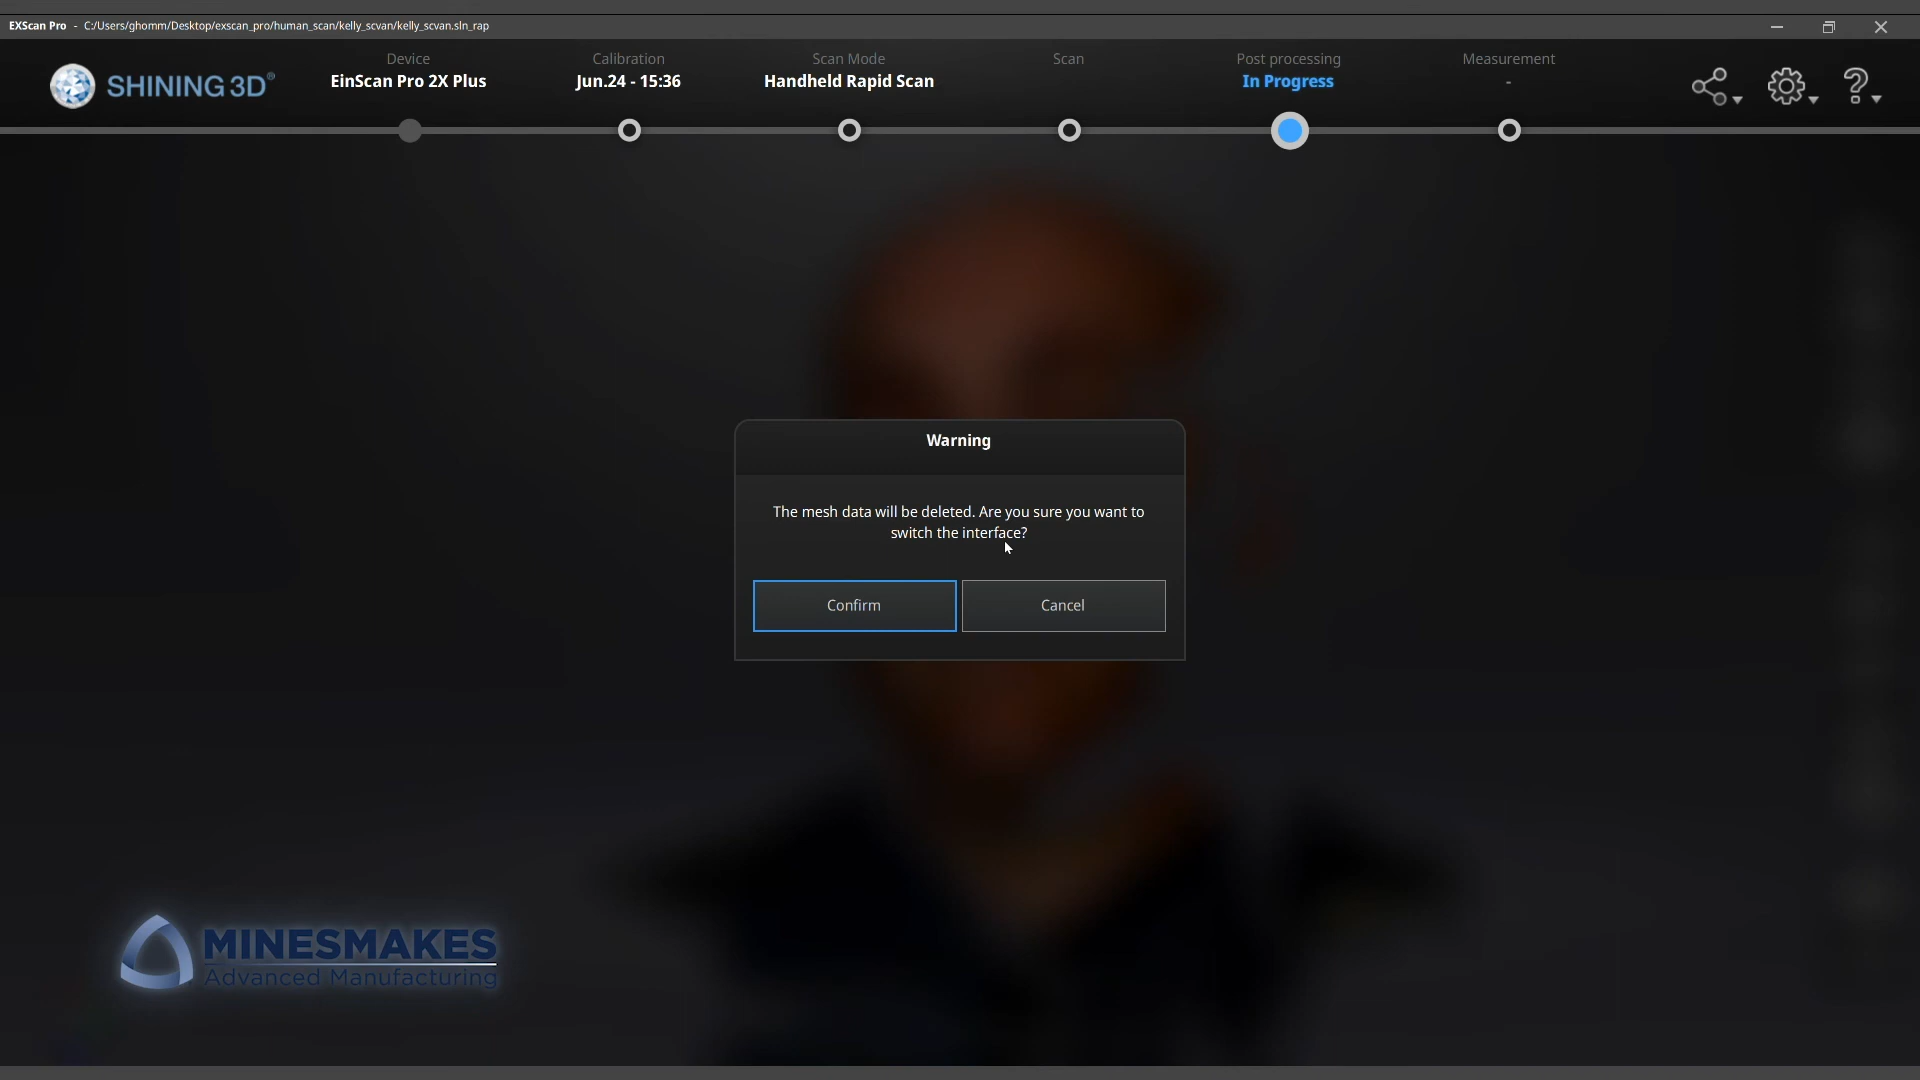 EXScan Pro - C:/Users/ghomm/Desktop/exscan_pro/human_scan/kelly_scvan/kelly_scvan.sln_rap
SHINING 3D®
Device
EinScan Pro 2X Plus
Calibration
Jun.24 - 15:36
Scan Mode
Handheld Rapid Scan
Scan
Post processing
In Progress
Measurement
-
Warning
The mesh data will be deleted. Are you sure you want to
switch the interface?
Confirm
Cancel
MINESMAKES
Advanced Manufacturing